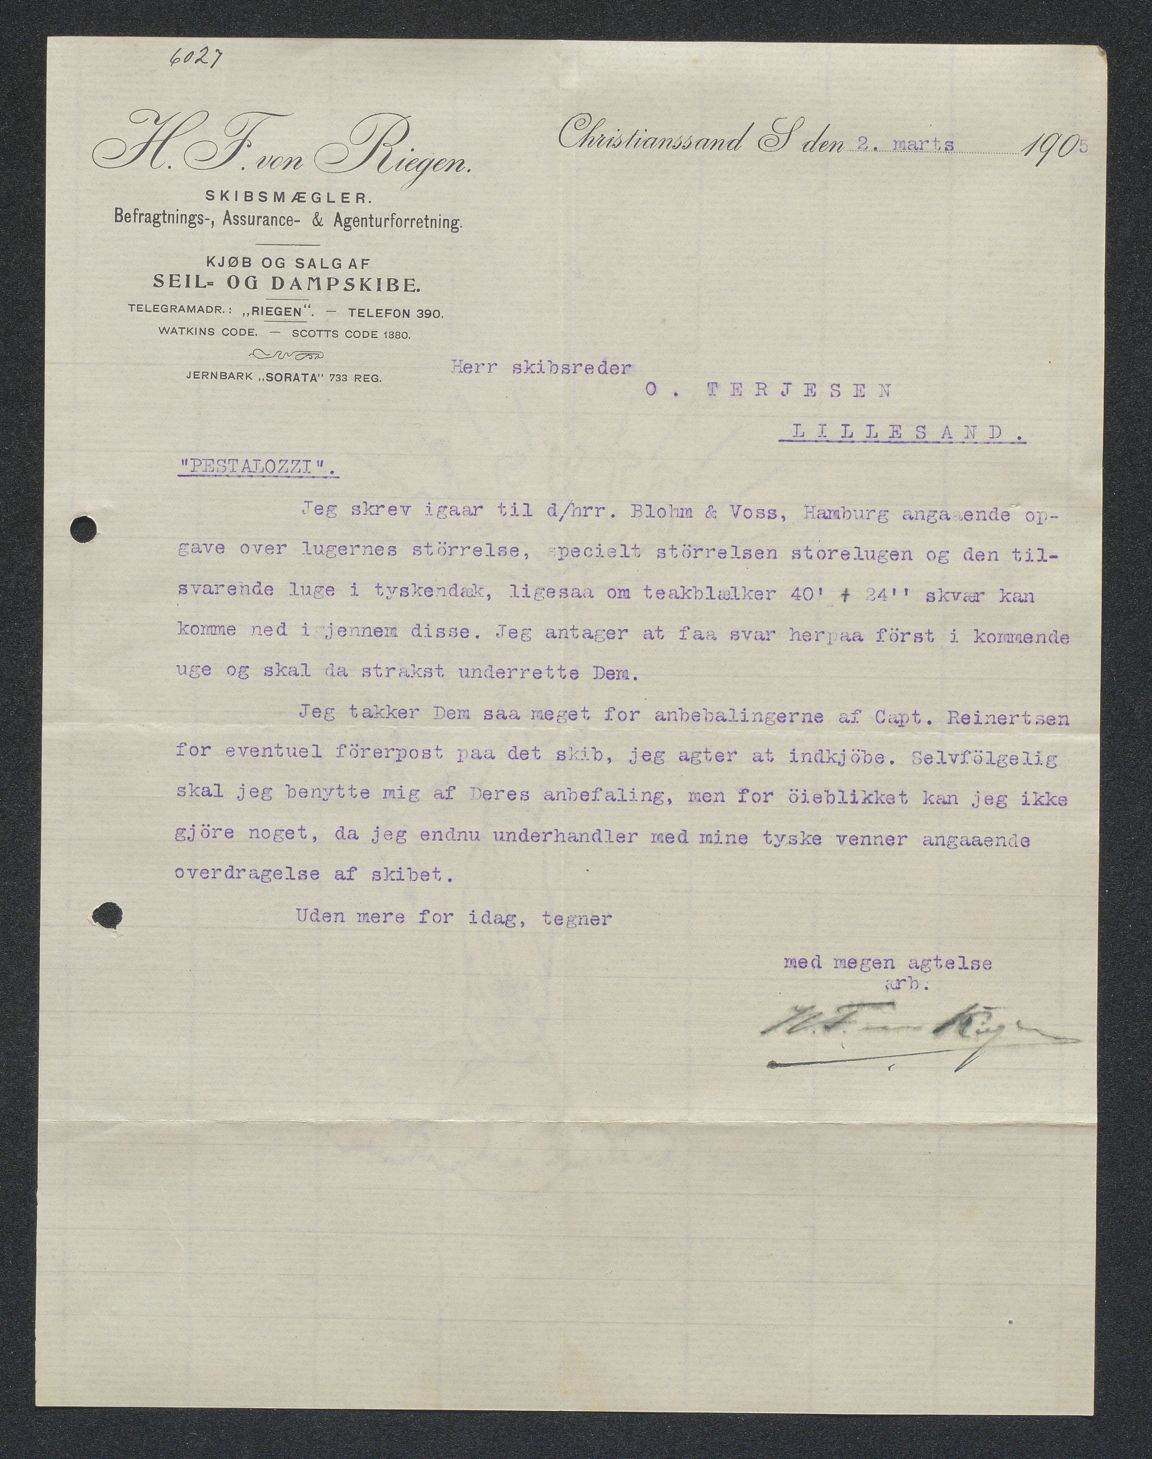 6027
H. F. von Riegen.
SKIBSMÆGLER.
Befragtnings-, Assurance- & Agenturforretning.
KJØB OG SALG AF
SEIL- OG DAMPSKIBE.
TELEGRAMADR.: „RIEGEN“. — TELEFON 390.
WATKINS CODE. — SCOTTS CODE 1880.
JERNBARK „SORATA“ 733 REG.
Christianssand S den 2. marts 1905
Herr skibsreder
O. TERJESEN
LILLESAND.
"PESTALOZZI".
Jeg skrev igaar til d/hrr. Blohm & Voss, Hamburg angaaende op-
gave over lugernes störrelse, specielt störrelsen storelugen og den til-
svarende luge i tyskendæk, ligesaa om teakblælker 40' + 24'' skvær kan
komme ned igjennem disse. Jeg antager at faa svar herpaa först i kommende
uge og skal da strakst underrette Dem.
Jeg takker Dem saa meget for anbebalingerne af Capt. Reinertsen
for eventuel förerpost paa det skib, jeg agter at indkjöbe. Selvfölgelig
skal jeg benytte mig af Deres anbefaling, men for öieblikket kan jeg ikke
gjöre noget, da jeg endnu underhandler med mine tyske venner angaaende
overdragelse af skibet.
Uden mere for idag, tegner
med megen agtelse
arb.
H. F. von Riegen